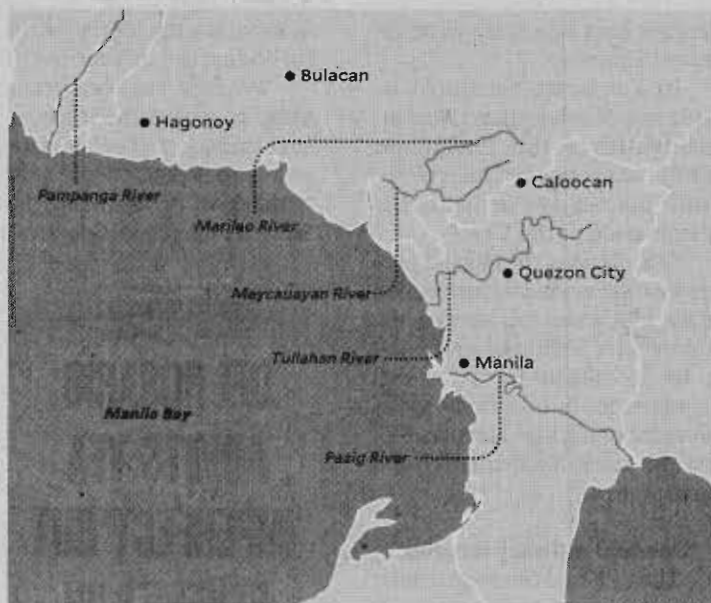 Bulacan
Hagonoy
Pampanga River
Caloocan
Marilao River
Quezon City
Meycauayan River
Tullahan River
Manila
Manila Bay
Pasig River